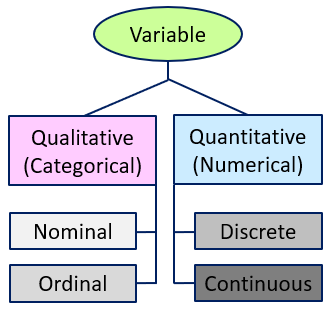 Variable
Qualitative
(Categorical)
Quantitative
(Numerical)
Nominal
Discrete
Ordinal
Continuous